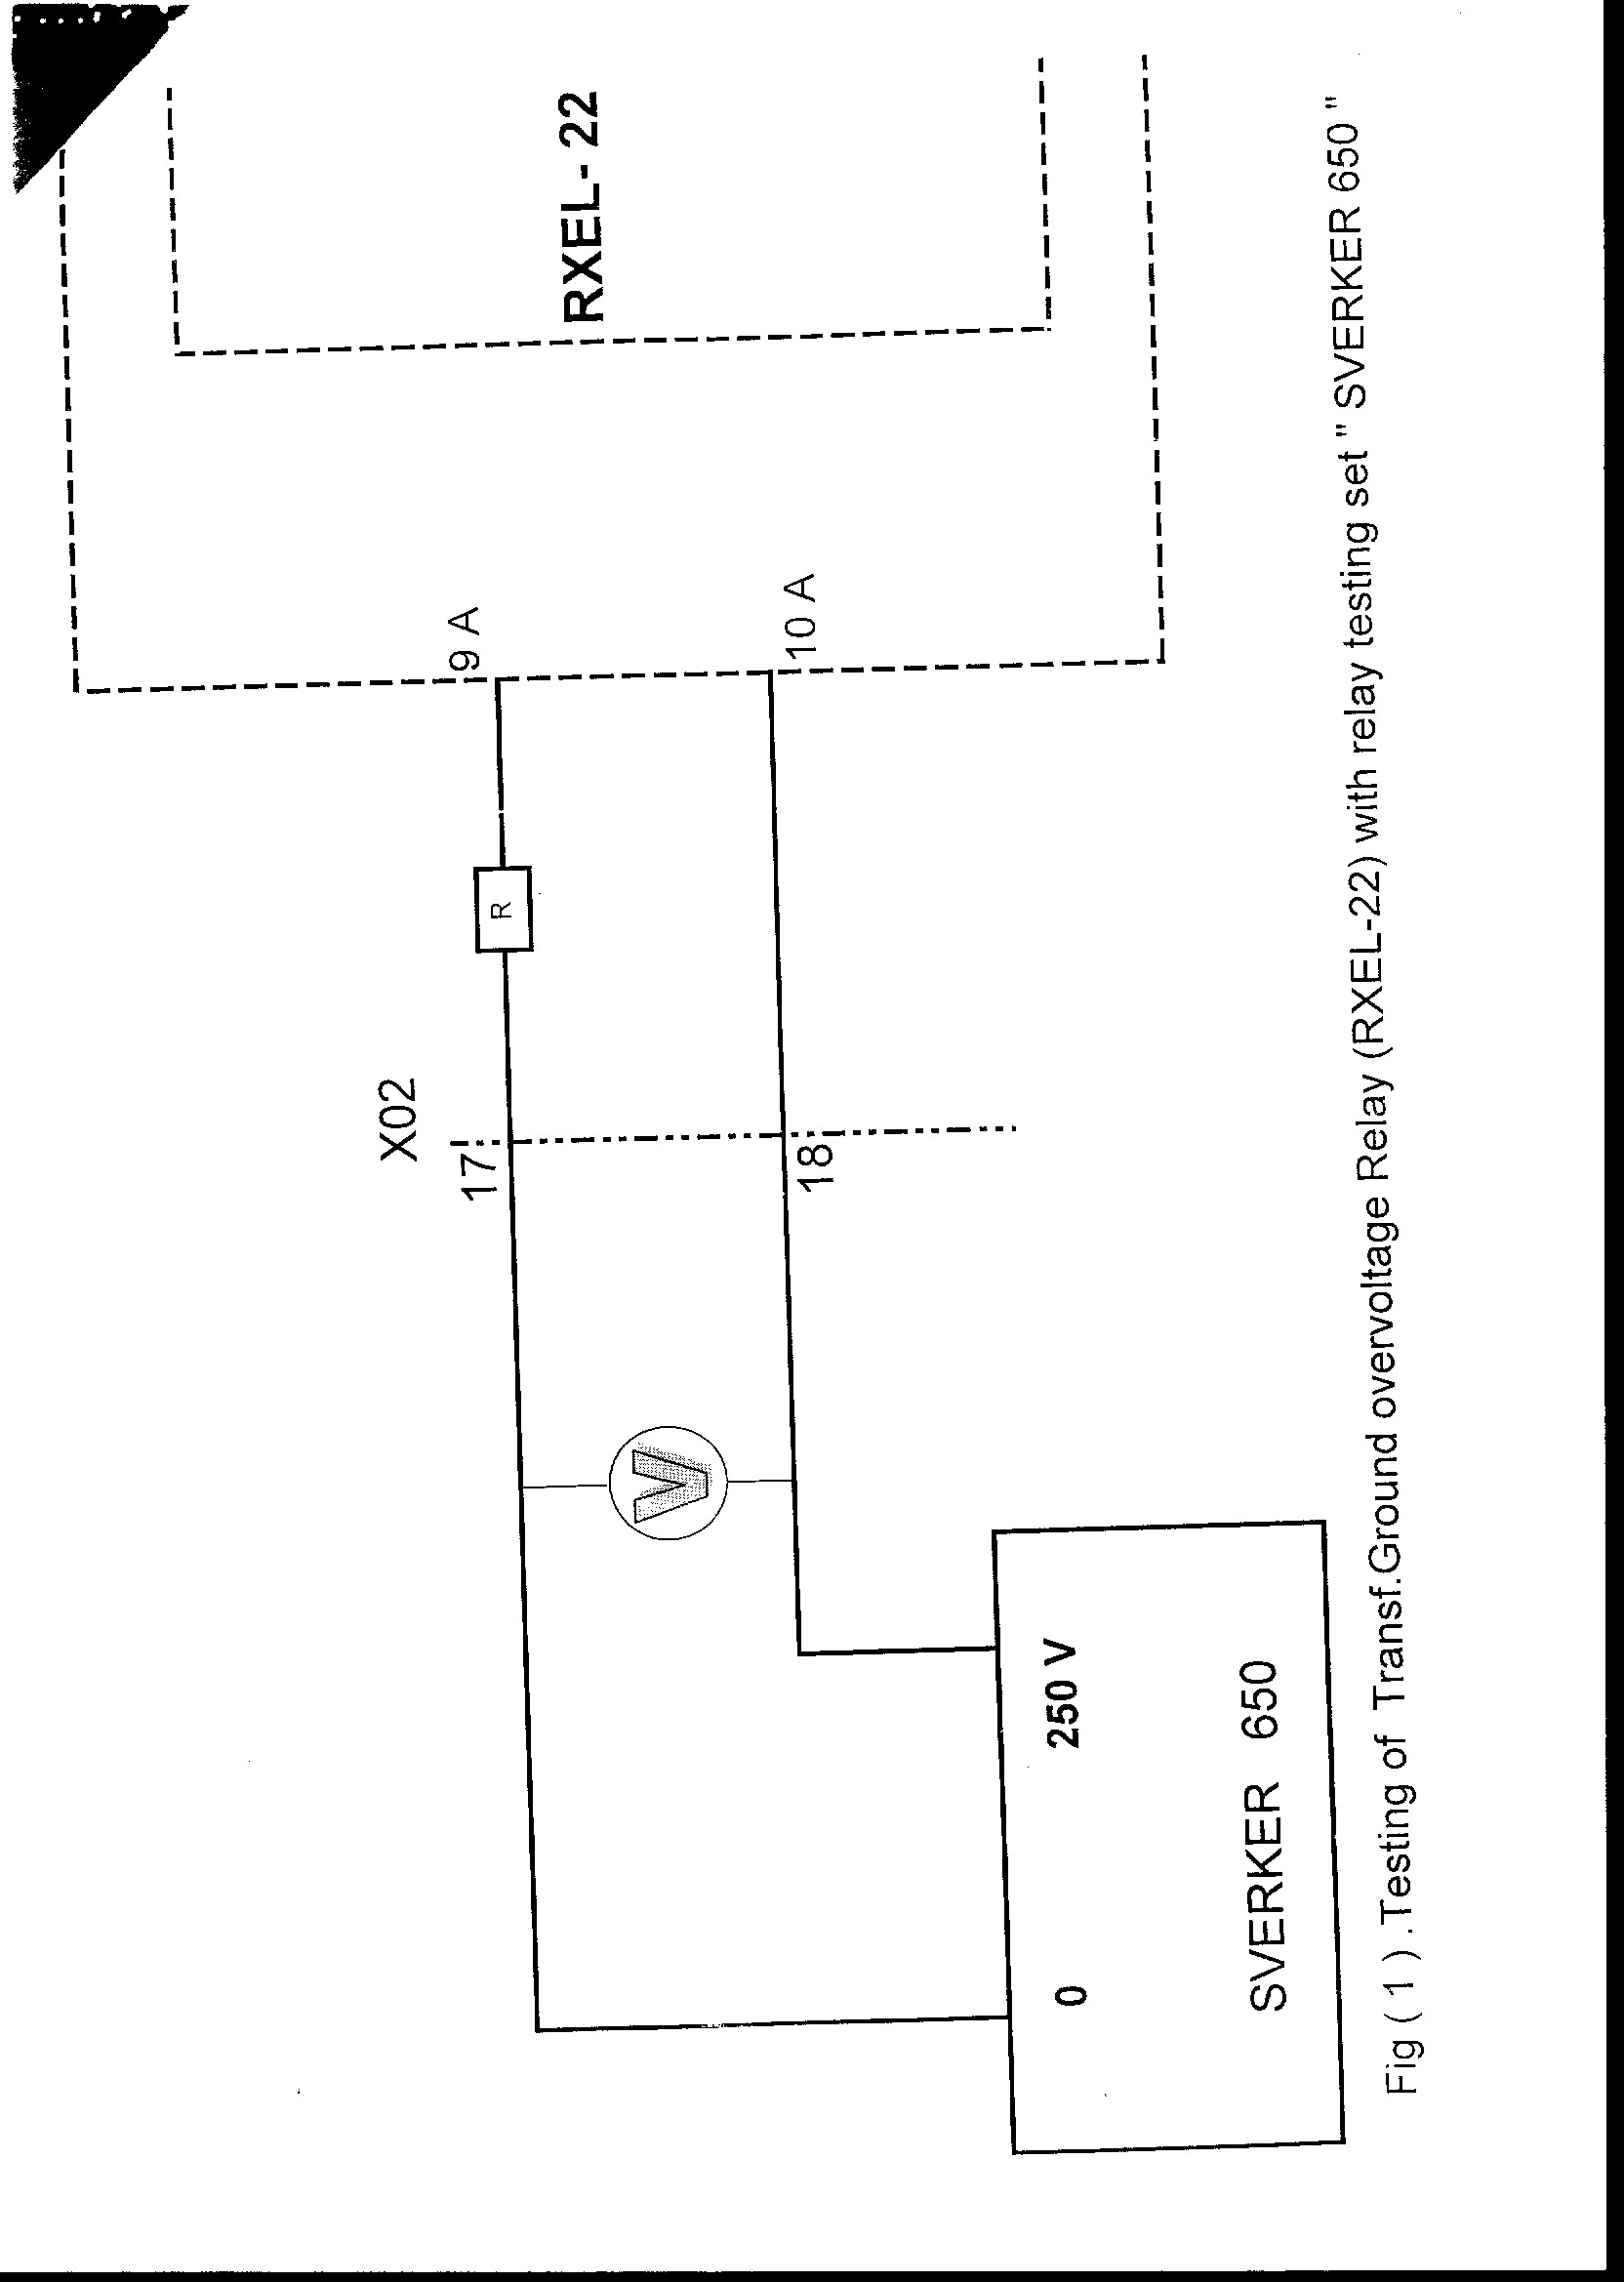 RXEL- 22
9 A
10 A
R
X02
17
18
V
0 250 V
SVERKER 650
Fig ( 1 ) .Testing of Transf.Ground overvoltage Relay (RXEL-22) with relay testing set " SVERKER 650 "